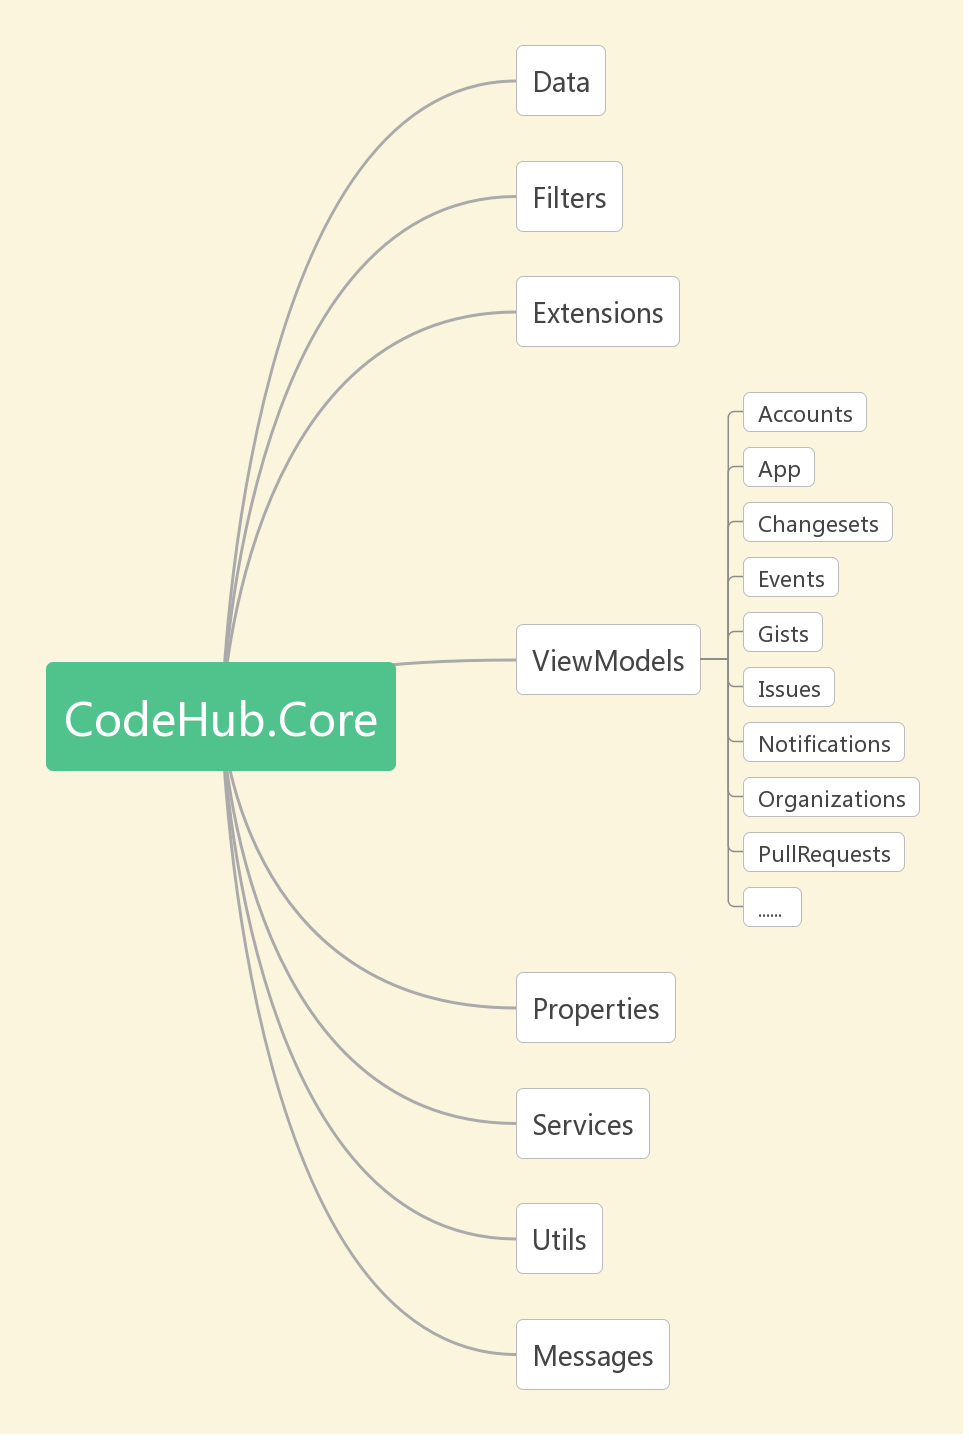 Data
Filters
Extensions
Accounts
App
Changesets
Events
Gists
Issues
ViewModels
CodeHub.Core
Notifications
Organizations
PullRequests
......
Properties
Services
Utils
Messages